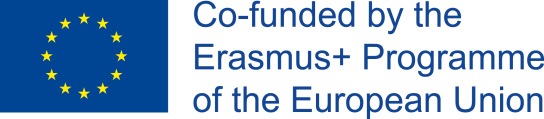 Co-funded by the
Erasmus+ Programme
of the European Union